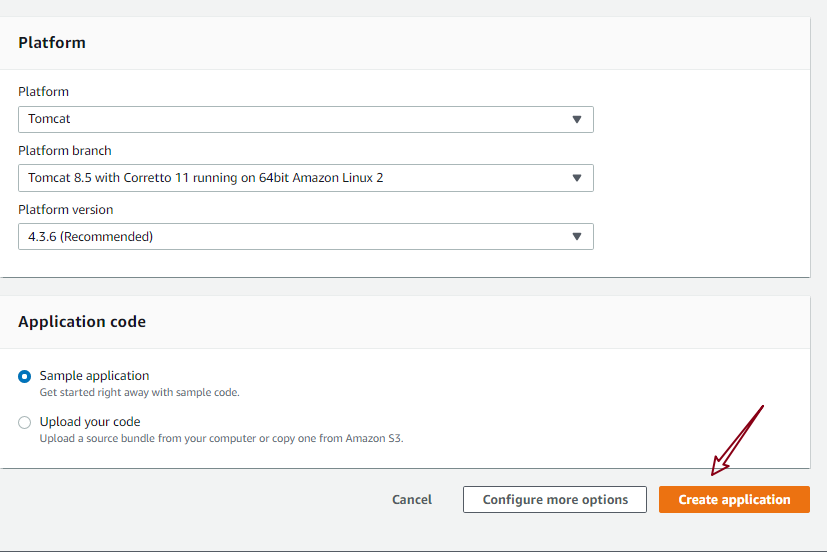 Platform
Platform
Tomcat
Platform branch
Tomcat 8.5 with Corretto 11 running on 64bit Amazon Linux 2
Platform version
4.3.6 (Recommended)
Application code
Sample application
Get started right away with sample code.
Upload your code
Upload a source bundle from your computer or copy one from Amazon S3.
Cancel Configure more options Create application